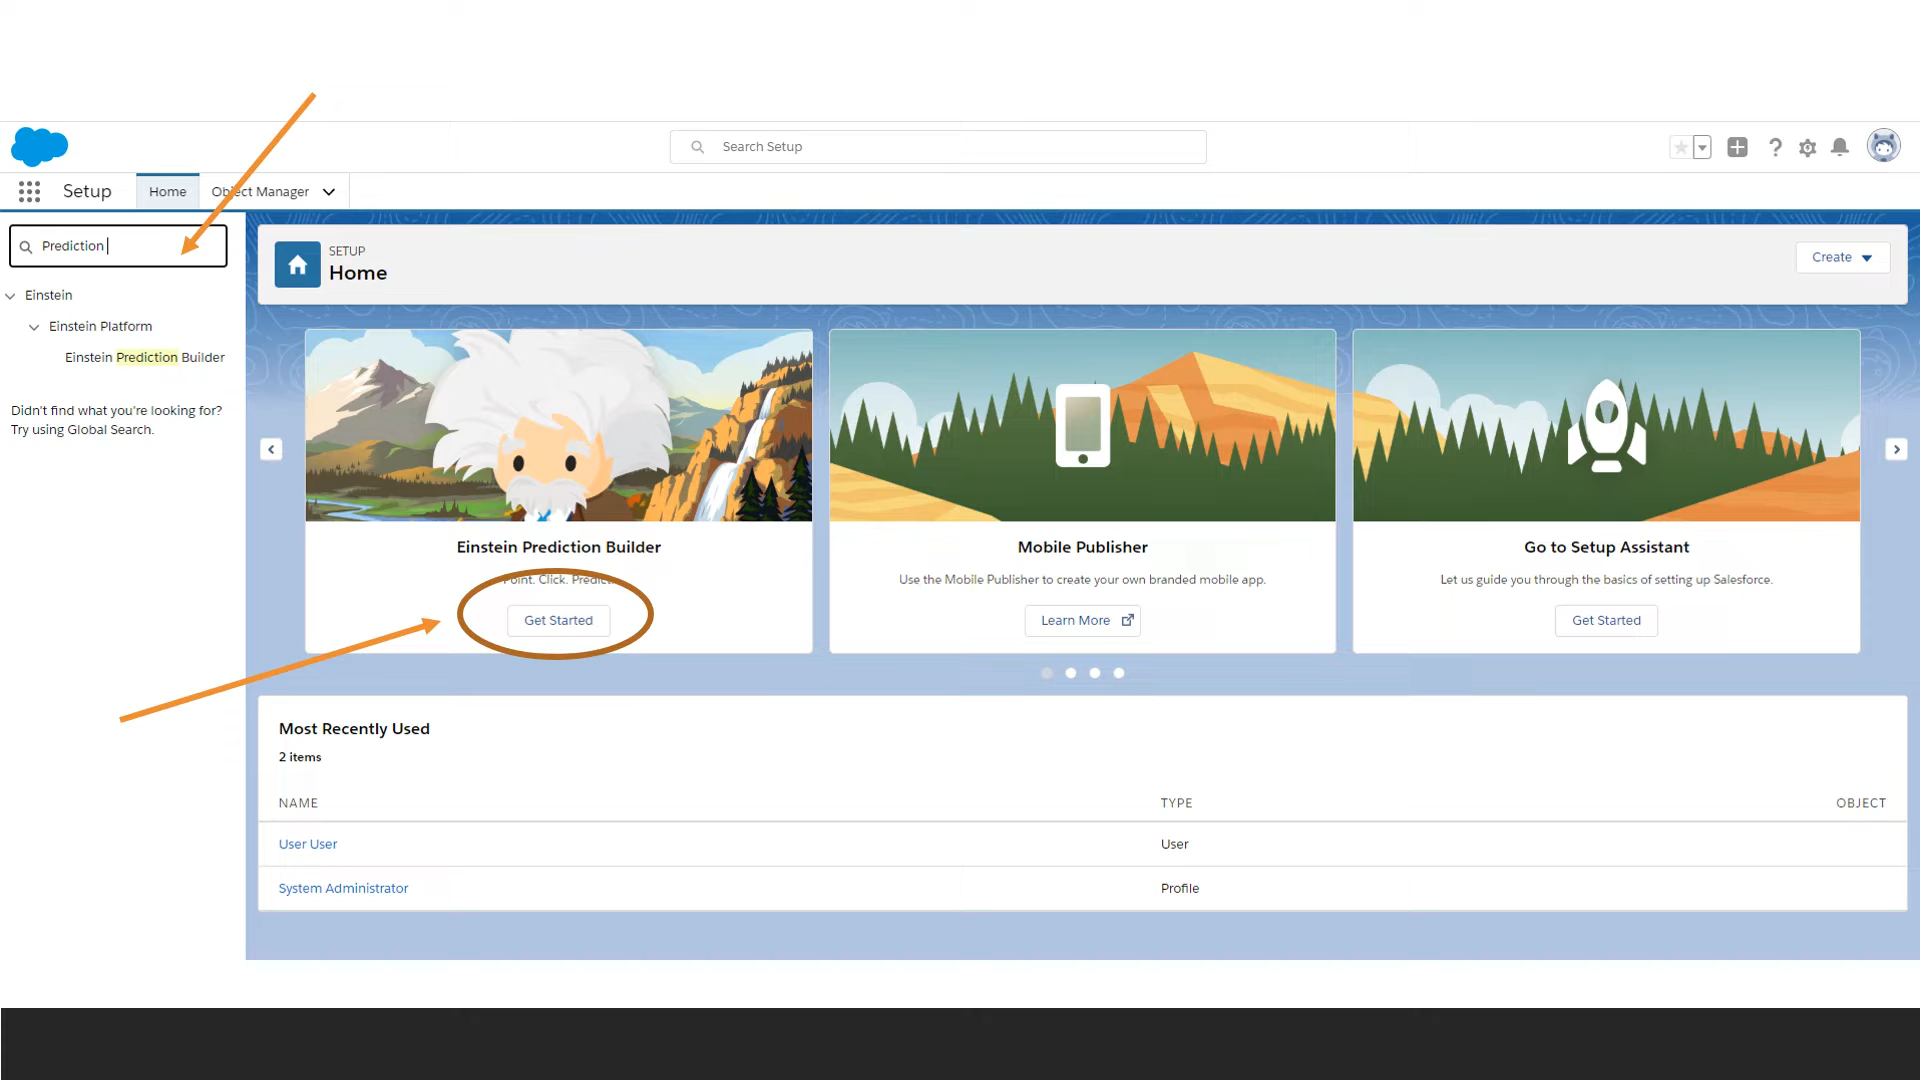 Search Setup
Setup
Home
Object Manager
Prediction
Einstein
Einstein Platform
Einstein Prediction Builder
Didn't find what you're looking for?
Try using Global Search.
SETUP
Home
Create
Einstein Prediction Builder
Point. Click. Predict.
Get Started
Mobile Publisher
Use the Mobile Publisher to create your own branded mobile app.
Learn More
Go to Setup Assistant
Let us guide you through the basics of setting up Salesforce.
Get Started
Most Recently Used
2 items
NAME TYPE OBJECT
User User User
System Administrator Profile